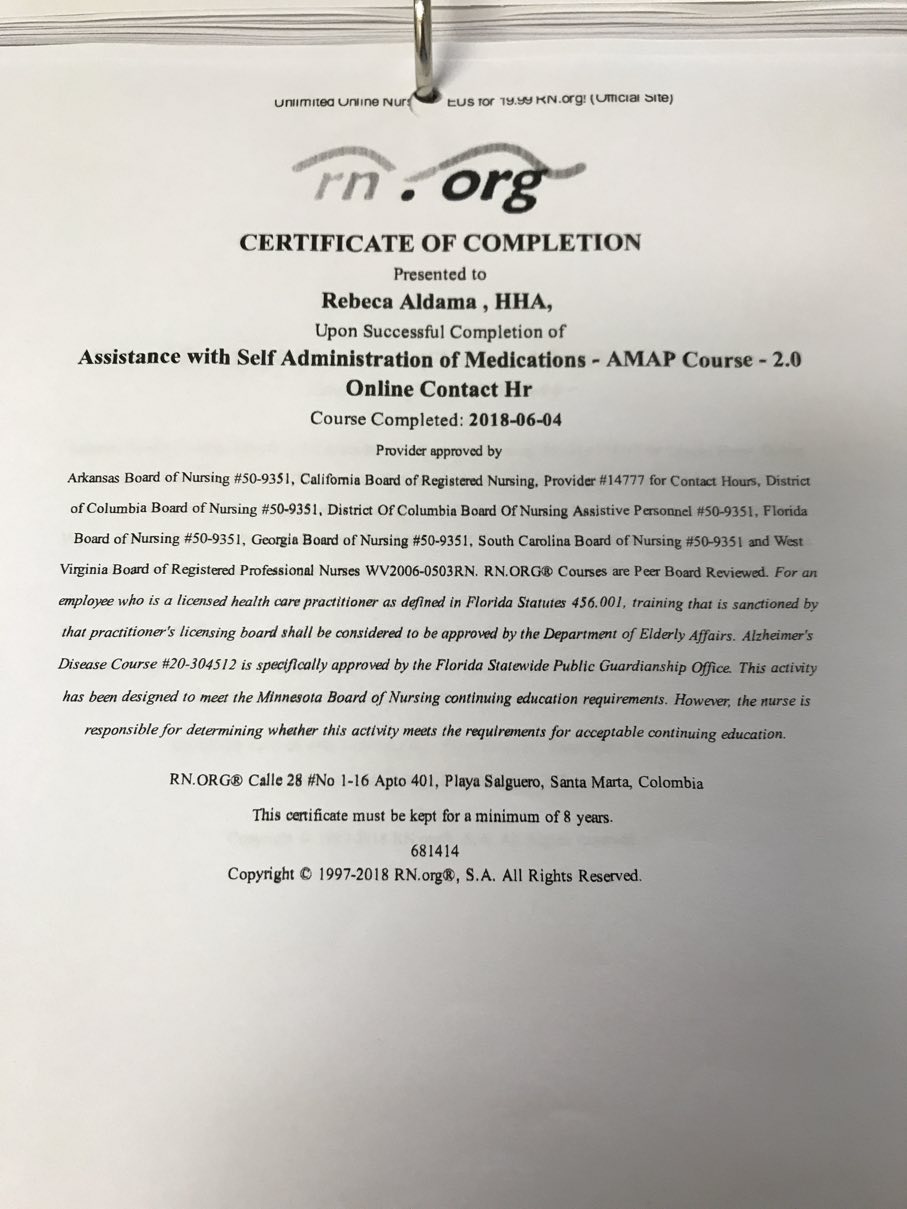 Unlimited Online Nurs EUs for 19.99 RN.org! (Official Site)
rn.org
CERTIFICATE OF COMPLETION
Presented to
Rebeca Aldama , HHA,
Upon Successful Completion of
Assistance with Self Administration of Medications - AMAP Course - 2.0
Online Contact Hr
Course Completed: 2018-06-04
Provider approved by
Arkansas Board of Nursing #50-9351, California Board of Registered Nursing, Provider #14777 for Contact Hours, District
of Columbia Board of Nursing #50-9351, District Of Columbia Board Of Nursing Assistive Personnel #50-9351, Florida
Board of Nursing #50-9351, Georgia Board of Nursing #50-9351, South Carolina Board of Nursing #50-9351 and West
Virginia Board of Registered Professional Nurses WV2006-0503RN. RN.ORG® Courses are Peer Board Reviewed. For an
employee who is a licensed health care practitioner as defined in Florida Statutes 456.001, training that is sanctioned by
that practitioner's licensing board shall be considered to be approved by the Department of Elderly Affairs. Alzheimer's
Disease Course #20-304512 is specifically approved by the Florida Statewide Public Guardianship Office. This activity
has been designed to meet the Minnesota Board of Nursing continuing education requirements. However, the nurse is
responsible for determining whether this activity meets the requirements for acceptable continuing education.
RN.ORG® Calle 28 #No 1-16 Apto 401, Playa Salguero, Santa Marta, Colombia
This certificate must be kept for a minimum of 8 years.
681414
Copyright © 1997-2018 RN.org®, S.A. All Rights Reserved.